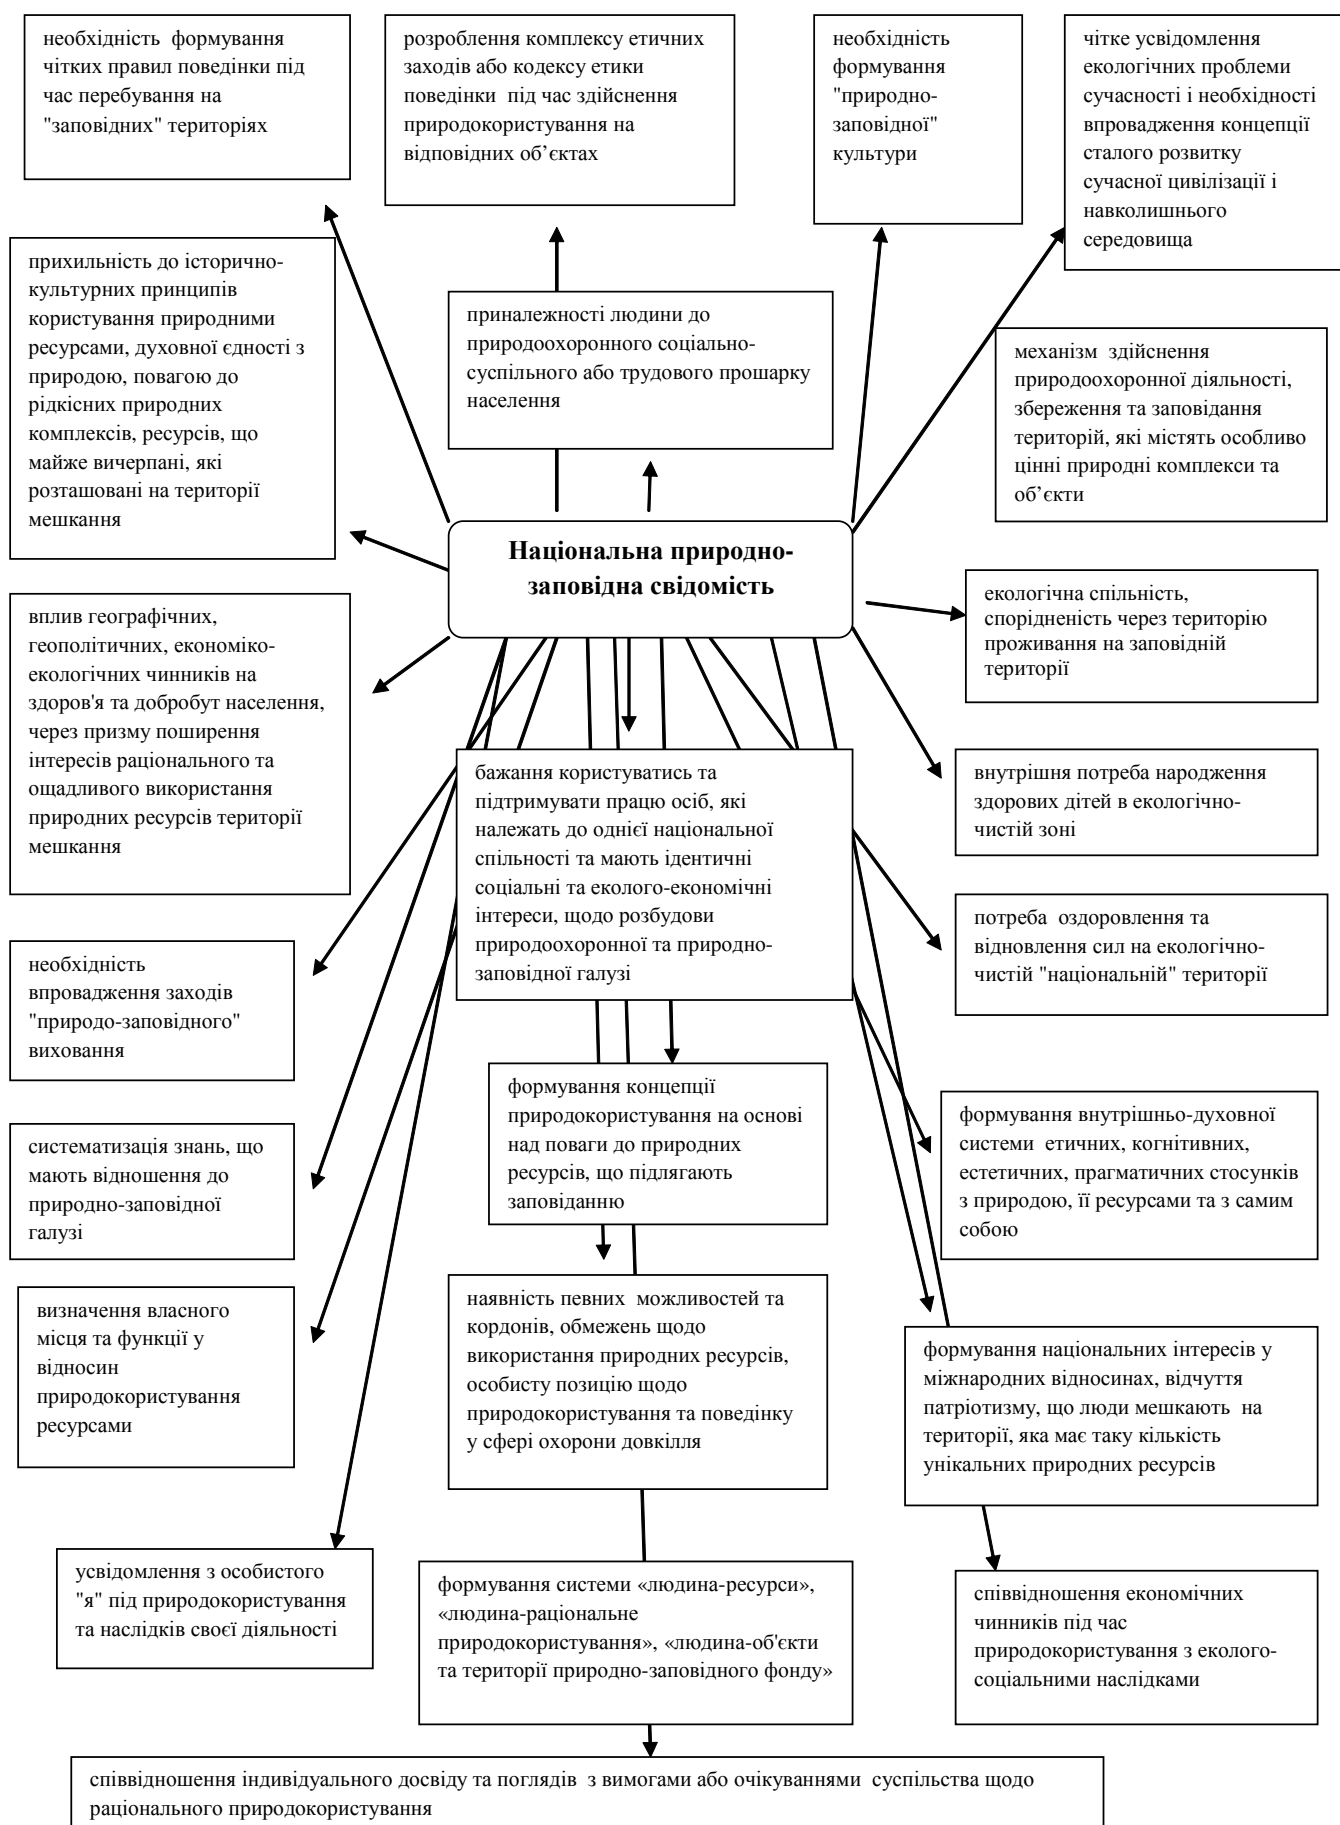 необхідність формування
чітких правил поведінки під
час перебування на
"заповідних" територіях
розроблення комплексу етичних
заходів або кодексу етики
поведінки під час здійснення
природокористування на
відповідних об’єктах
необхідність
формування
"природно-
заповідної"
культури
чітке усвідомлення
екологічних проблеми
сучасності і необхідності
впровадження концепції
сталого розвитку
сучасної цивілізації і
навколишнього
середовища
прихильність до історично-
культурних принципів
користування природними
ресурсами, духовної єдності з
природою, повагою до
рідкісних природних
комплексів, ресурсів, що
майже вичерпані, які
розташовані на території
мешкання
приналежності людини до
природоохоронного соціально-
суспільного або трудового прошарку
населення
механізм здійснення
природоохоронної діяльності,
збереження та заповідання
територій, які містять особливо
цінні природні комплекси та
об’єкти
Національна природно-
заповідна свідомість
екологічна спільність,
спорідненість через територію
проживання на заповідній
території
вплив географічних,
геополітичних, економіко-
екологічних чинників на
здоров'я та добробут населення,
через призму поширення
інтересів раціонального та
ощадливого використання
природних ресурсів території
мешкання
бажання користуватись та
підтримувати працю осіб, які
належать до однієї національної
спільності та мають ідентичні
соціальні та еколого-економічні
інтереси, щодо розбудови
природоохоронної та природно-
заповідної галузі
внутрішня потреба народження
здорових дітей в екологічно-
чистій зоні
потреба оздоровлення та
відновлення сил на екологічно-
чистій "національній" території
необхідність
впровадження заходів
"природо-заповідного"
виховання
формування концепції
природокористування на основі
над поваги до природних
ресурсів, що підлягають
заповіданню
формування внутрішньо-духовної
системи етичних, когнітивних,
естетичних, прагматичних стосунків
з природою, її ресурсами та з самим
собою
систематизація знань, що
мають відношення до
природно-заповідної
галузі
визначення власного
місця та функції у
відносин
природокористування
ресурсами
наявність певних можливостей та
кордонів, обмежень щодо
використання природних ресурсів,
особисту позицію щодо
природокористування та поведінку
у сфері охорони довкілля
формування національних інтересів у
міжнародних відносинах, відчуття
патріотизму, що люди мешкають на
території, яка має таку кількість
унікальних природних ресурсів
усвідомлення з особистого
"я" під природокористування
та наслідків своєї діяльності
формування системи «людина-ресурси»,
«людина-раціональне
природокористування», «людина-об'єкти
та території природно-заповідного фонду»
співвідношення економічних
чинників під час
природокористування з еколого-
соціальними наслідками
співвідношення індивідуального досвіду та поглядів з вимогами або очікуваннями суспільства щодо
раціонального природокористування